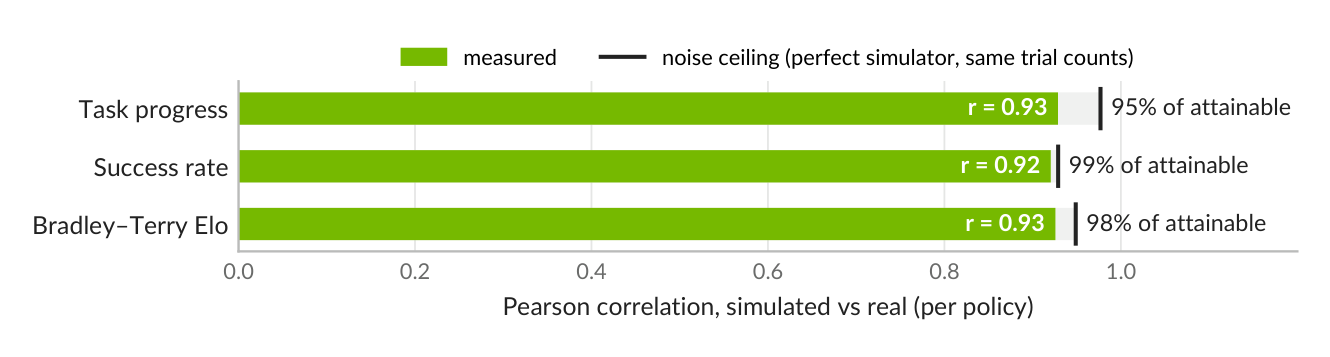 measured
noise ceiling (perfect simulator, same trial counts)
Task progress
r = 0.93
95% of attainable
Success rate
r = 0.92
99% of attainable
Bradley–Terry Elo
r = 0.93
98% of attainable
0.0 0.2 0.4 0.6 0.8 1.0
Pearson correlation, simulated vs real (per policy)